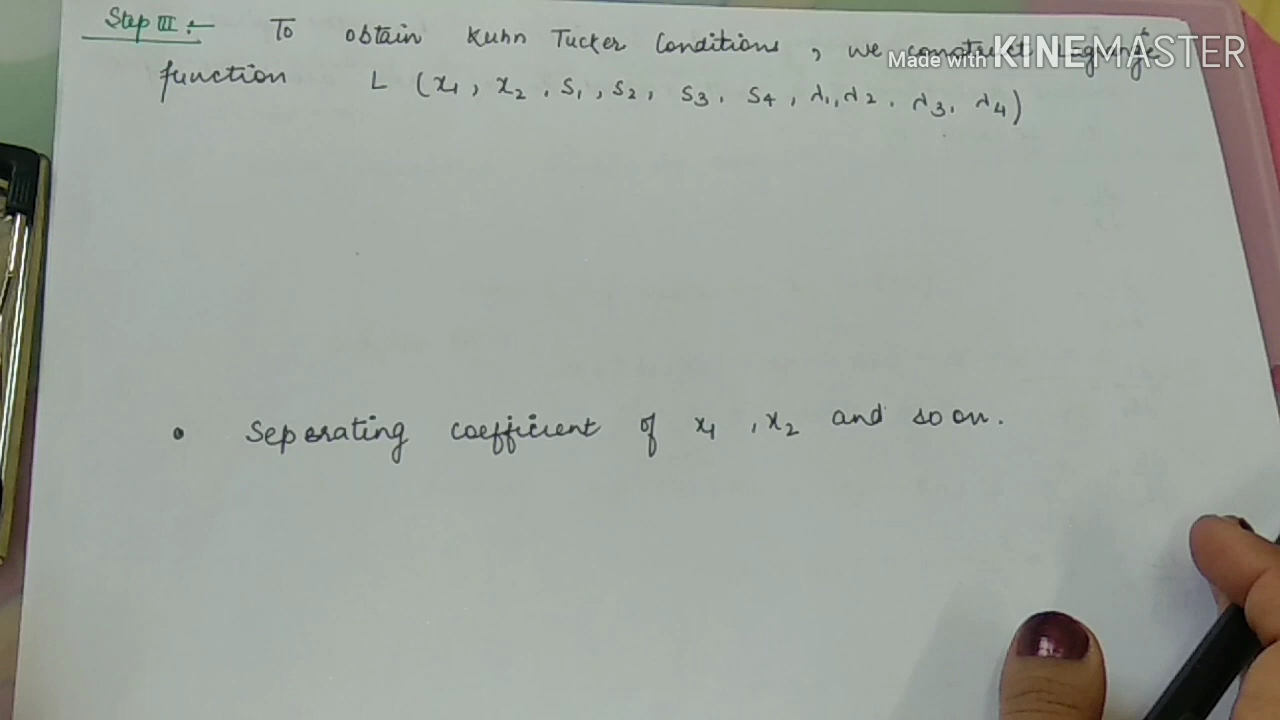 Step III :-
To obtain Kuhn Tucker Conditions, we construct
Made with KINEMASTER
function L (x1, x2, S1, S2, S3, S4, λ1, λ2, λ3, λ4)
• Seperating coefficient of x1, x2 and so on.